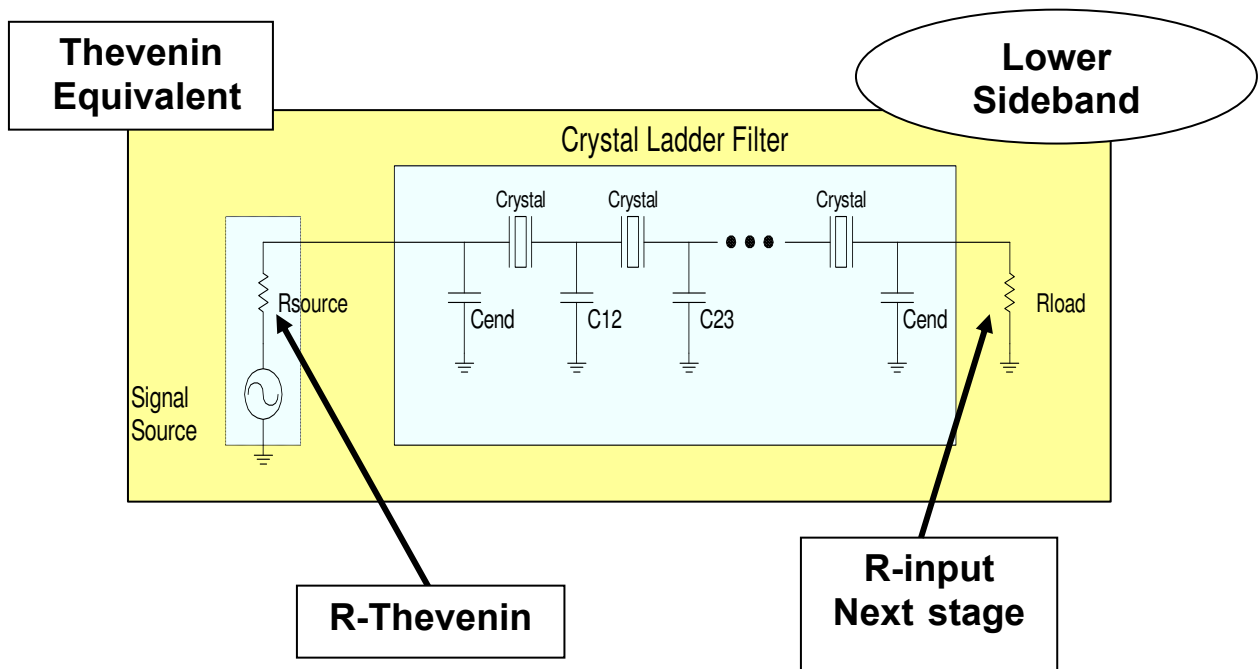 Thevenin
Equivalent
Lower
Sideband
Crystal Ladder Filter
Crystal
Crystal
Crystal
Rsource
Cend
C12
C23
Cend
Rload
Signal
Source
R-Thevenin
R-input
Next stage